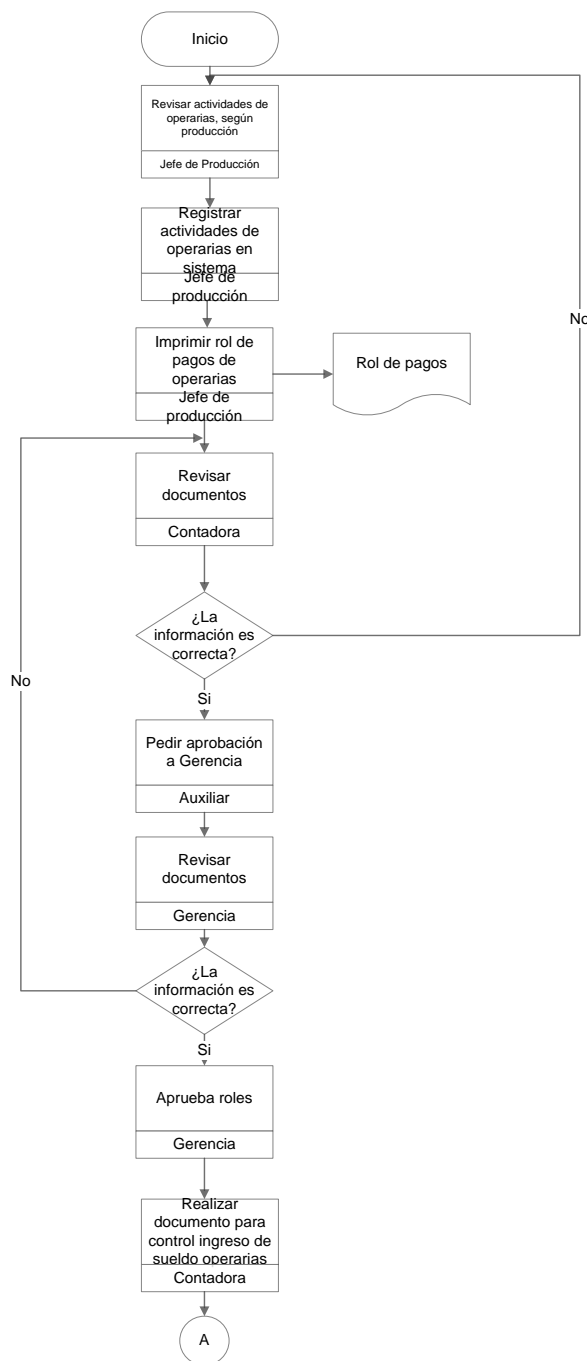 Inicio
Revisar actividades de
operarias, según
producción
Jefe de Producción
Registrar
actividades de
operarias en
sistema
Jefe de
producción
No
Imprimir rol de
pagos de
operarias
Jefe de
producción
Rol de pagos
Revisar
documentos
Contadora
¿La
información es
correcta?
No
Si
Pedir aprobación
a Gerencia
Auxiliar
Revisar
documentos
Gerencia
¿La
información es
correcta?
Si
Aprueba roles
Gerencia
Realizar
documento para
control ingreso de
sueldo operarias
Contadora
A